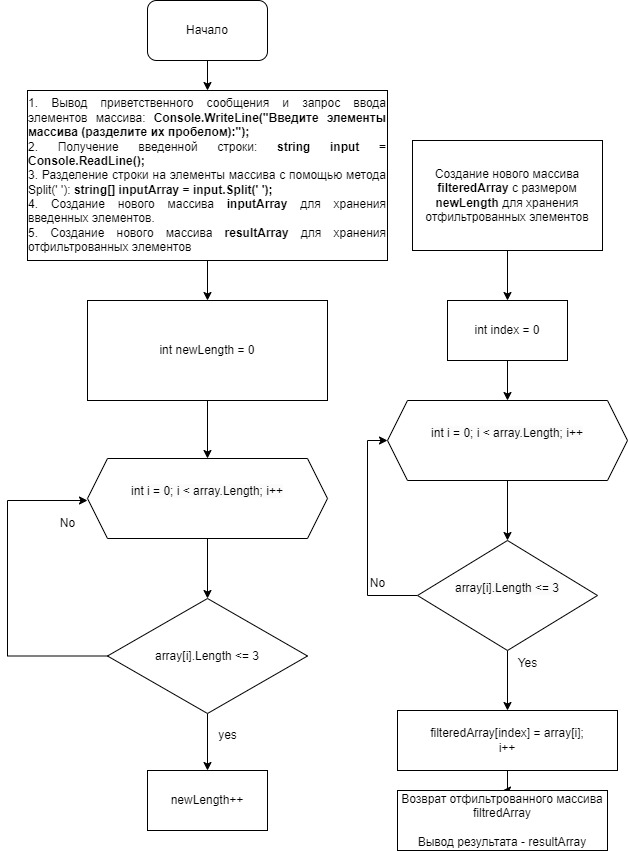 Начало
1. Вывод приветственного сообщения и запрос ввода
элементов массива: Console.WriteLine("Введите элементы
массива (разделите их пробелом):");
2. Получение введенной строки: string input =
Console.ReadLine();
3. Разделение строки на элементы массива с помощью метода
Split(' '): string[] inputArray = input.Split(' ');
4. Создание нового массива inputArray для хранения
введенных элементов.
5. Создание нового массива resultArray для хранения
отфильтрованных элементов
int newLength = 0
int i = 0; i < array.Length; i++
No
array[i].Length <= 3
yes
newLength++
Создание нового массива
filteredArray с размером
newLength для хранения
отфильтрованных элементов
int index = 0
int i = 0; i < array.Length; i++
array[i].Length <= 3
No
Yes
filteredArray[index] = array[i];
i++
Возврат отфильтрованного массива
filtredArray
Вывод результата - resultArray